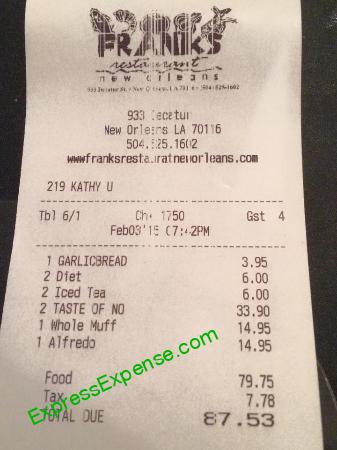 FRANKS
restaurant
new orleans
933 Decatur St • New Orleans, LA 70116 • (504) 525-1602
933 Decatur
New Orleans LA 70116
504.525.1602
www.franksrestauratneworleans.com
219 KATHY U
Tbl 6/1 Chk 1750 Gst 4
Feb03'15 07:42PM
1 GARLICBREAD 3.95
2 Diet 6.00
2 Iced Tea 6.00
2 TASTE OF NO 33.90
1 Whole Muff 14.95
1 Alfredo 14.95
Food 79.75
Tax 7.78
TOTAL DUE 87.53
ExpressExpense.com